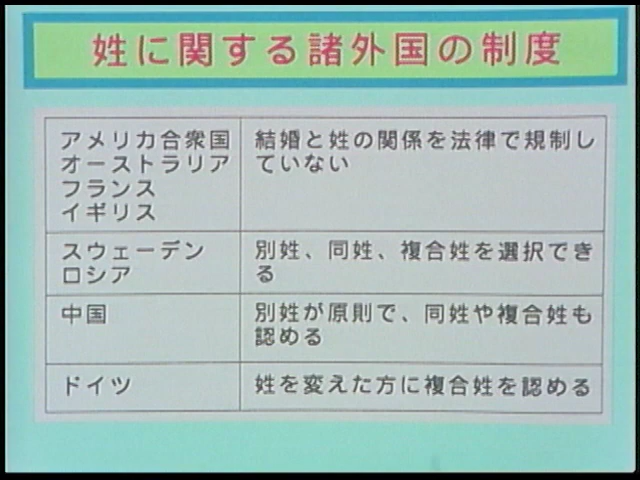 姓に関する諸外国の制度
アメリカ合衆国
オーストラリア
フランス
イギリス
結婚と姓の関係を法律で規制し
ていない
スウェーデン
ロシア
別姓、同姓、複合姓を選択でき
る
中国
別姓が原則で、同姓や複合姓も
認める
ドイツ
姓を変えた方に複合姓を認める